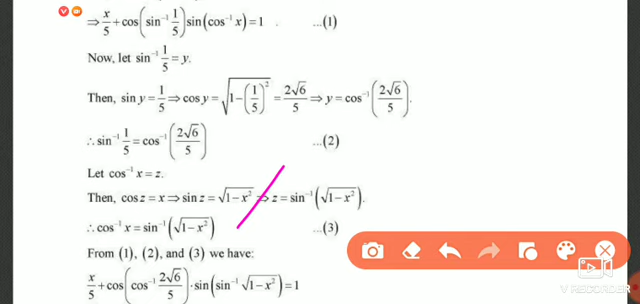 ⇒ x/5 + cos(sin⁻¹ 1/5) sin(cos⁻¹ x) = 1 ...(1)
Now, let sin⁻¹ 1/5 = y.
Then, sin y = 1/5 ⇒ cos y = √(1−(1/5)²) = 2√6/5 ⇒ y = cos⁻¹(2√6/5).
∴ sin⁻¹ 1/5 = cos⁻¹(2√6/5) ...(2)
Let cos⁻¹ x = z.
Then, cos z = x ⇒ sin z = √(1−x²) ⇒ z = sin⁻¹(√(1−x²)).
∴ cos⁻¹ x = sin⁻¹(√(1−x²)) ...(3)
From (1), (2), and (3) we have:
x/5 + cos(cos⁻¹ 2√6/5)·sin(sin⁻¹ √(1−x²)) = 1
V RECORDER